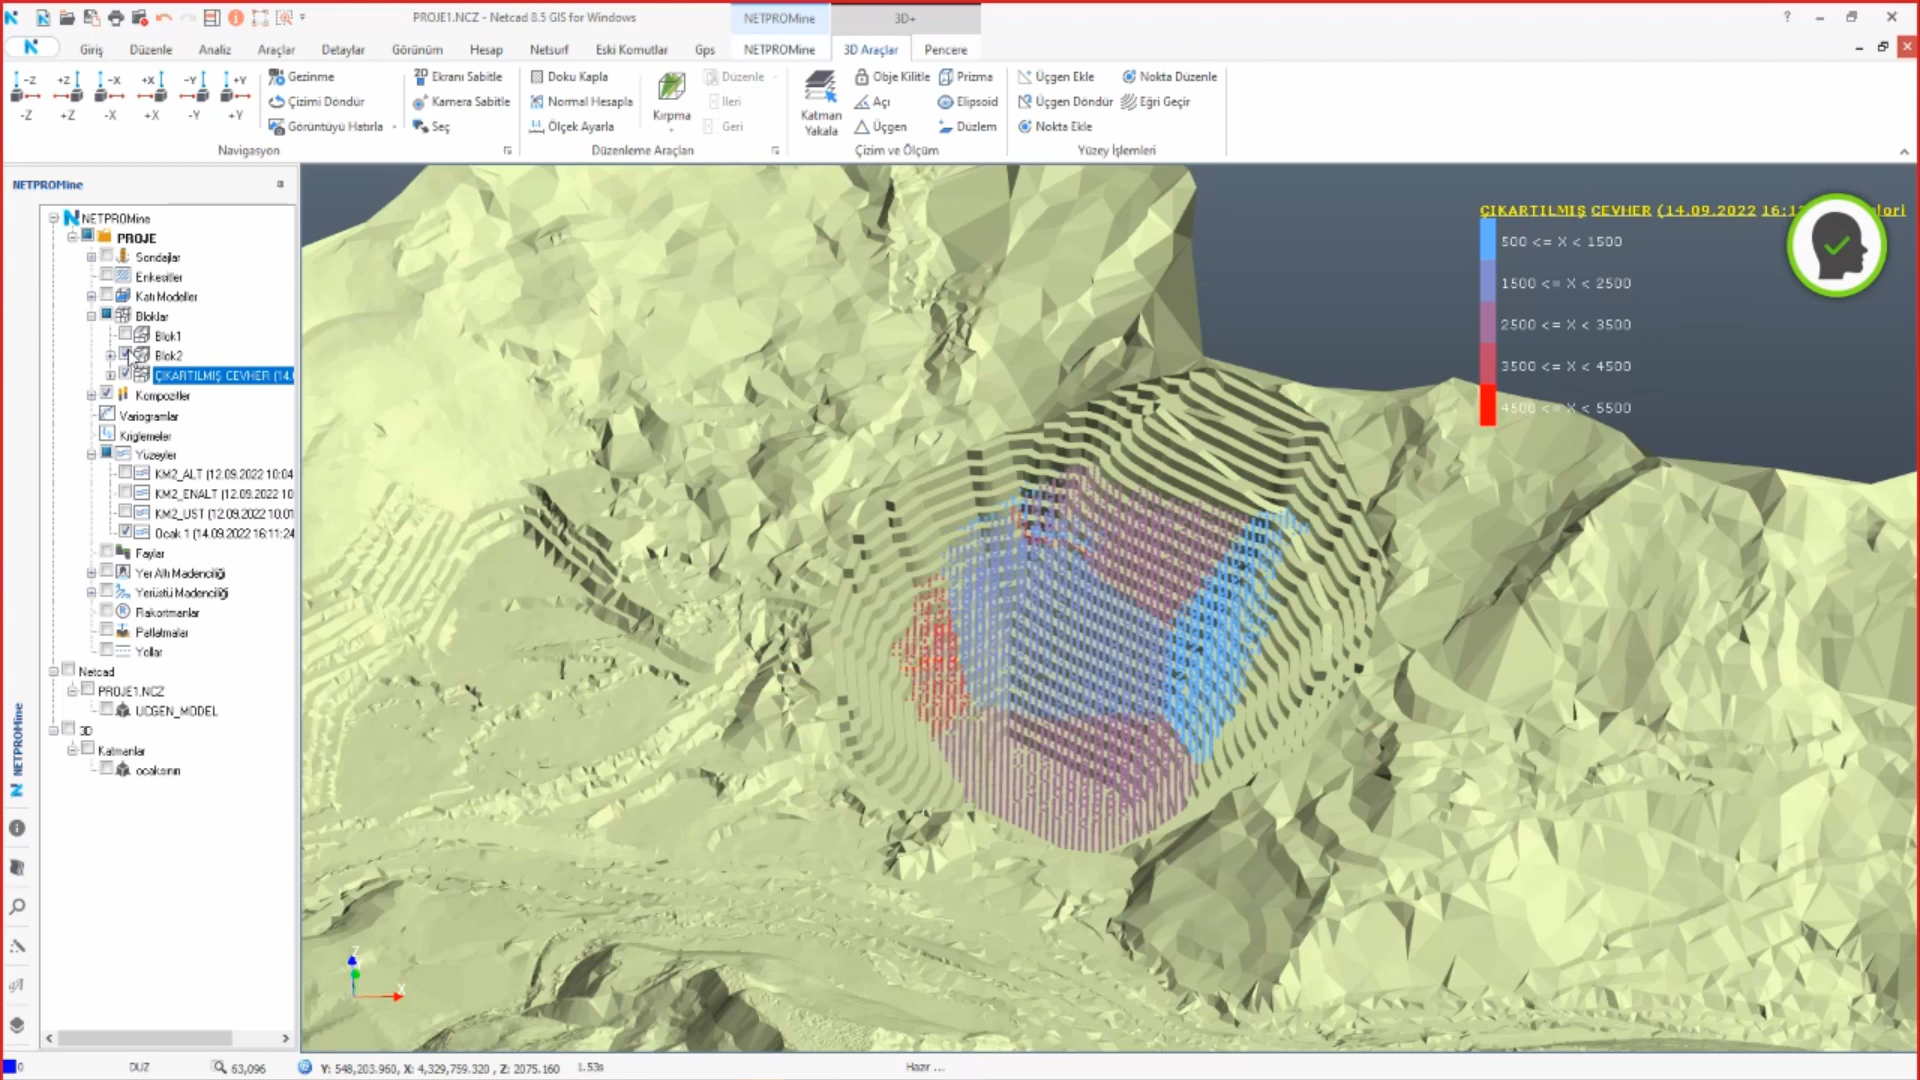 PROJE1.NCZ - Netcad 8.5 GIS for Windows
NETPROMine
3D+
Giriş
Düzenle
Analiz
Araçlar
Detaylar
Görünüm
Hesap
Netsurf
Eski Komutlar
Gps
NETPROMine
3D Araçlar
Pencere
-Z
+Z
-X
+X
-Y
+Y
-Z
+Z
-X
+X
-Y
+Y
Gezinme
Çizimi Döndür
Görüntüyü Hatırla
2D Ekranı Sabitle
Kamera Sabitle
Seç
Navigasyon
Doku Kapla
Normal Hesapla
Ölçek Ayarla
Kırpma
Düzenle
İleri
Geri
Düzenleme Araçları
Katman Yakala
Obje Kilitle
Açı
Üçgen
Prizma
Elipsoid
Düzlem
Çizim ve Ölçüm
Üçgen Ekle
Üçgen Döndür
Nokta Ekle
Nokta Düzenle
Eğri Geçir
Yüzey İşlemleri
NETPROMine
NETPROMine
PROJE
Sondajlar
Enkesitler
Katı Modeller
Bloklar
Blok1
Blok2
ÇIKARTILMIŞ CEVHER (14.
Kompozitler
Variogramlar
Kriglemeler
Yüzeyler
KM2_ALT (12.09.2022 10:04
KM2_ENALT (12.09.2022 10
KM2_UST (12.09.2022 10:01
Ocak 1 (14.09.2022 16:11:24
Faylar
Yer Altı Madenciliği
Yerüstü Madenciliği
Rakortmanlar
Patlatmalar
Yollar
Netcad
PROJE1.NCZ
UCGEN_MODEL
3D
Katmanlar
ocaksınırı
NETPROMine
ÇIKARTILMIŞ CEVHER (14.09.2022 16:1
500 <= X < 1500
1500 <= X < 2500
2500 <= X < 3500
3500 <= X < 4500
4500 <= X < 5500
Z
X
0
DUZ
63,096
Y: 548,203.960, X: 4,329,759.320 , Z: 2075.160
1.53s
Hazır ...